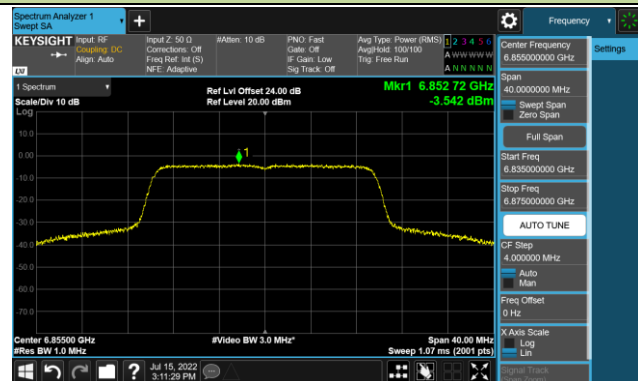 Spectrum Analyzer 1
Swept SA
Frequency
KEYSIGHT
Input: RF
Coupling: DC
Align: Auto
Input Z: 50 Ω
Corrections: Off
Freq Ref: Int (S)
NFE: Adaptive
#Atten: 10 dB
PNO: Fast
Gate: Off
IF Gain: Low
Sig Track: Off
Avg Type: Power (RMS)
Avg|Hold: 100/100
Trig: Free Run
1 2 3 4 5 6
A W W W W W
A N N N N N
LXI
1 Spectrum
Scale/Div 10 dB
Log
Ref Lvl Offset 24.00 dB
Ref Level 20.00 dBm
Mkr1 6.852 72 GHz
-3.542 dBm
1
10.0
0.00
-10.0
-20.0
-30.0
-40.0
-50.0
-60.0
-70.0
Center 6.85500 GHz
#Res BW 1.0 MHz
#Video BW 3.0 MHz*
Span 40.00 MHz
Sweep 1.07 ms (2001 pts)
?
Jul 15, 2022
3:11:29 PM
Center Frequency
6.855000000 GHz
Settings
Span
40.0000000 MHz
Swept Span
Zero Span
Full Span
Start Freq
6.835000000 GHz
Stop Freq
6.875000000 GHz
AUTO TUNE
CF Step
4.000000 MHz
Auto
Man
Freq Offset
0 Hz
X Axis Scale
Log
Lin
Signal Track